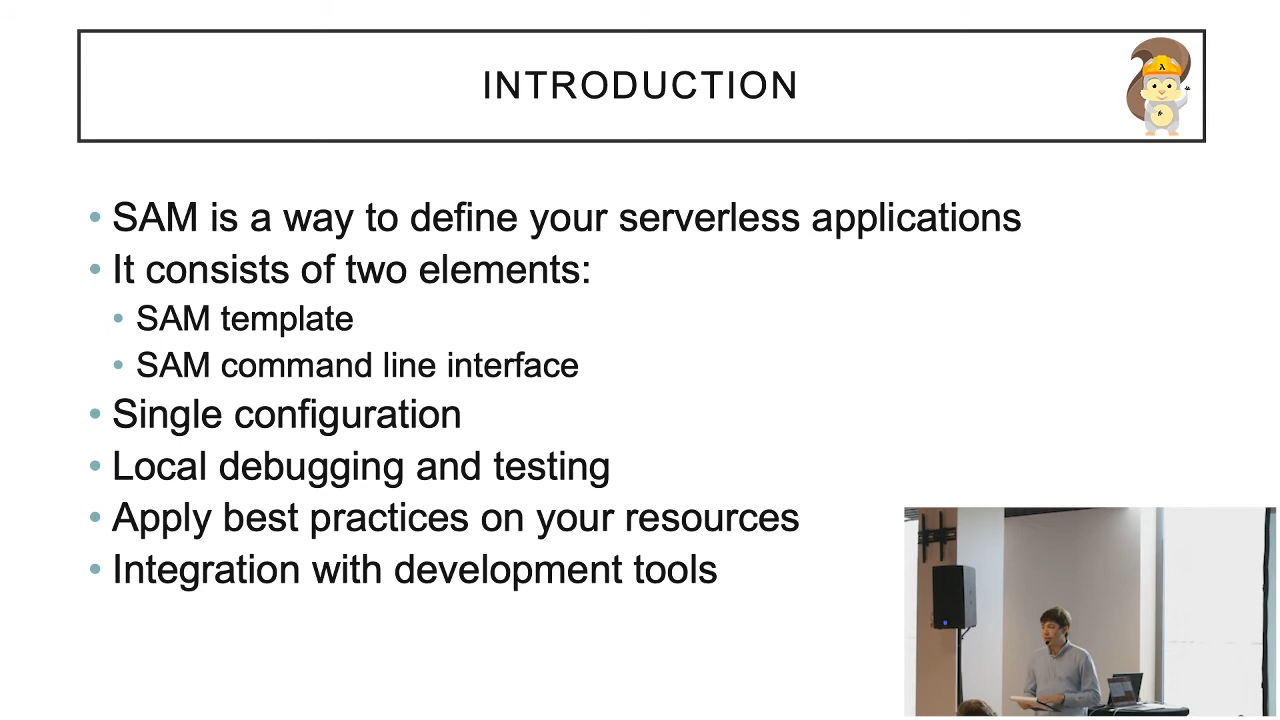 INTRODUCTION
SAM is a way to define your serverless applications
It consists of two elements:
SAM template
SAM command line interface
Single configuration
Local debugging and testing
Apply best practices on your resources
Integration with development tools